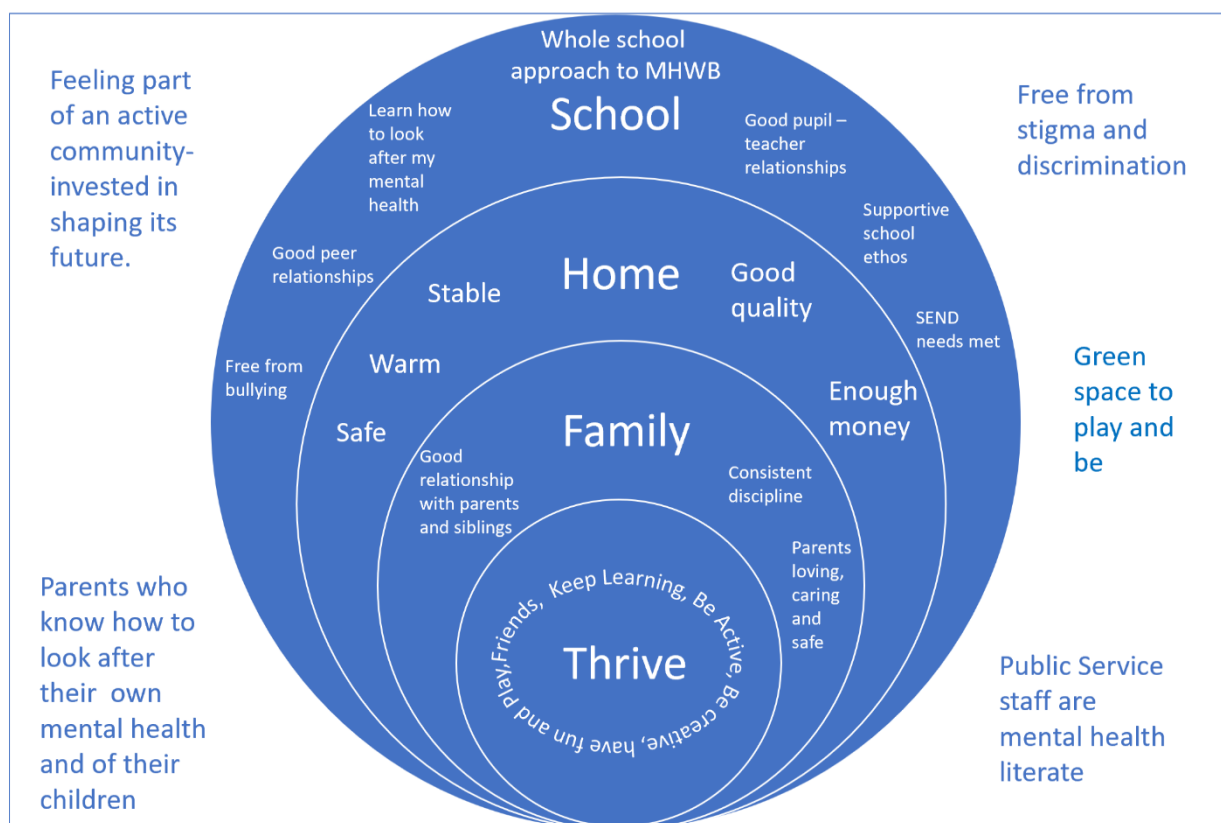 Whole school
approach to MHWB
School
Feeling part
of an active
community-
invested in
shaping its
future.
Learn how
to look
after my
mental
health
Good pupil –
teacher
relationships
Free from
stigma and
discrimination
Good peer
relationships
Supportive
school
ethos
Free from
bullying
SEND
needs met
Home
Stable
Good
quality
Warm
Safe
Enough
money
Green
space to
play and
be
Family
Good
relationship
with parents
and siblings
Consistent
discipline
Parents
loving,
caring
and
safe
Friends, Keep Learning, Be Active, Be creative, have fun and Play,
Thrive
Parents who
know how to
look after
their  own
mental health
and of their
children
Public Service
staff are
mental health
literate